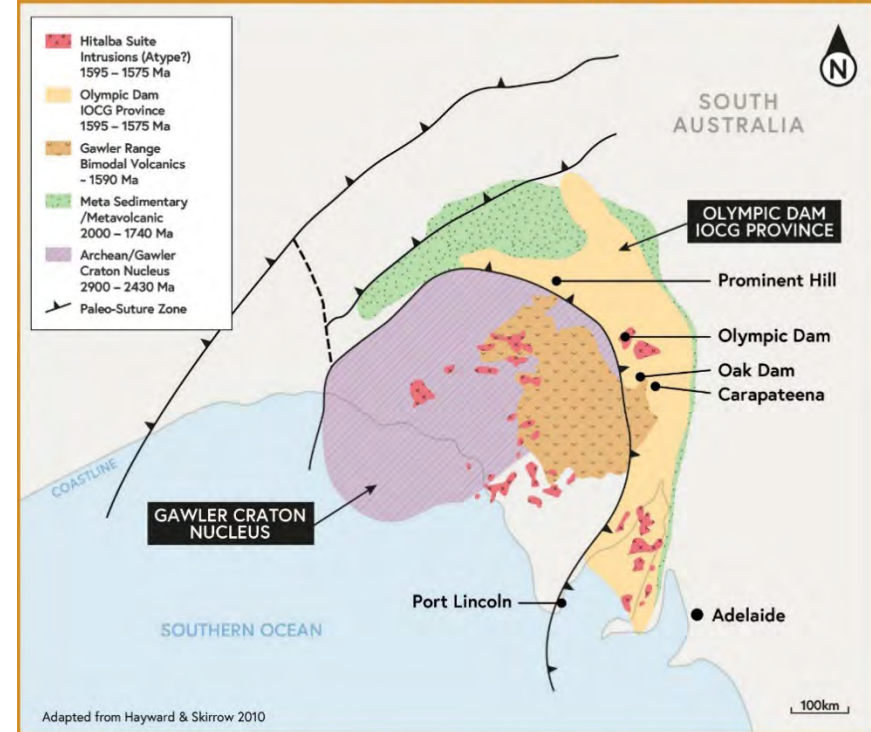 Hitalba Suite
Intrusions (Atype?)
1595 – 1575 Ma
Olympic Dam
IOCG Province
1595 – 1575 Ma
Gawler Range
Bimodal Volcanics
~ 1590 Ma
Meta Sedimentary
/Metavolcanic
2000 – 1740 Ma
Archean/Gawler
Craton Nucleus
2900 – 2430 Ma
Paleo-Suture Zone
N
SOUTH
AUSTRALIA
OLYMPIC DAM
IOCG PROVINCE
Prominent Hill
Olympic Dam
Oak Dam
Carapateena
COASTLINE
GAWLER CRATON
NUCLEUS
Port Lincoln
Adelaide
SOUTHERN OCEAN
100km
Adapted from Hayward & Skirrow 2010